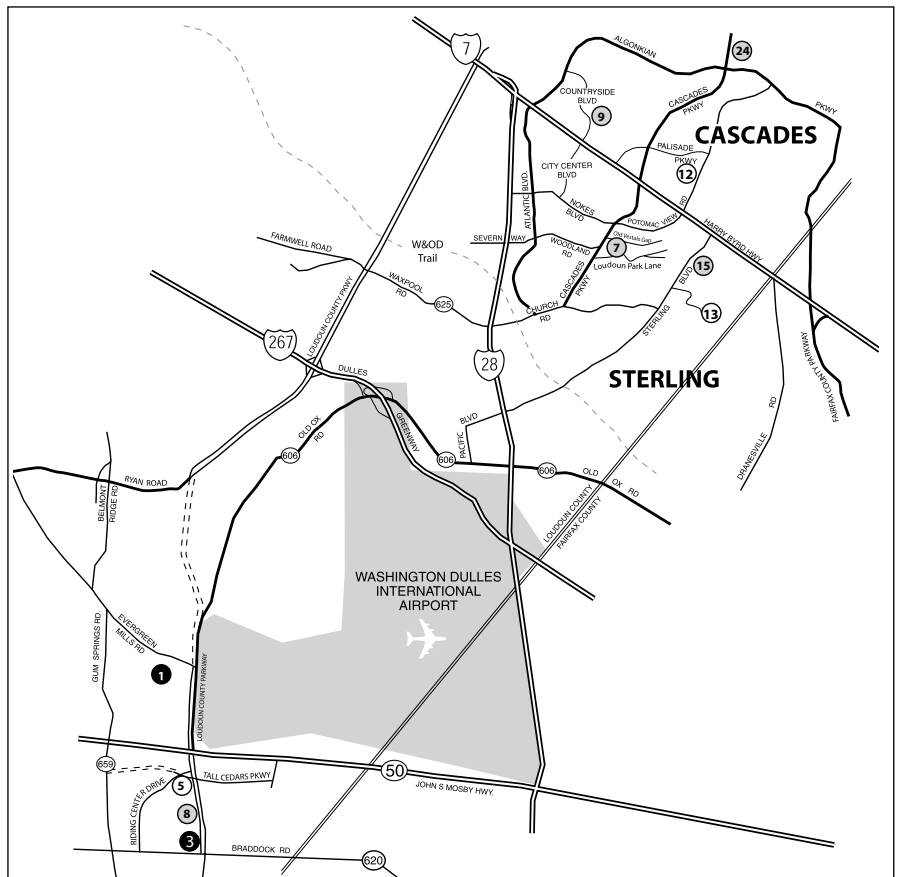 7
24
ALGONKIAN
COUNTRYSIDE
BLVD
CASCADES
PKWY
PKWY
9
CASCADES
PALISADE
PKWY
12
CITY CENTER
BLVD
ATLANTIC BLVD.
NOKES
BLVD
POTOMAC VIEW RD
HARRY BYRD HWY
FARMWELL ROAD
W&OD
Trail
SEVERN WAY
WOODLAND
RD
Old Vestals Gap
7
Loudoun Park Lane
15
WAXPOOL
RD
625
CASCADES
PKWY
CHURCH
RD
STERLING BLVD
13
LOUDOUN COUNTY PKWY
267
28
DULLES
GREENWAY
STERLING
FAIRFAX COUNTY PARKWAY
DRANESVILLE RD
OLD OX
RD
606
PACIFIC BLVD
606
606
OLD
OX RD
RYAN ROAD
BELMONT
RIDGE RD
LOUDOUN COUNTY
FAIRFAX COUNTY
WASHINGTON DULLES
INTERNATIONAL
AIRPORT
GUM SPRINGS RD
EVERGREEN
MILLS RD
1
LOUDOUN COUNTY PARKWAY
659
50
JOHN S MOSBY HWY.
TALL CEDARS PKWY
RIDING CENTER DRIVE
5
8
3
BRADDOCK RD
620